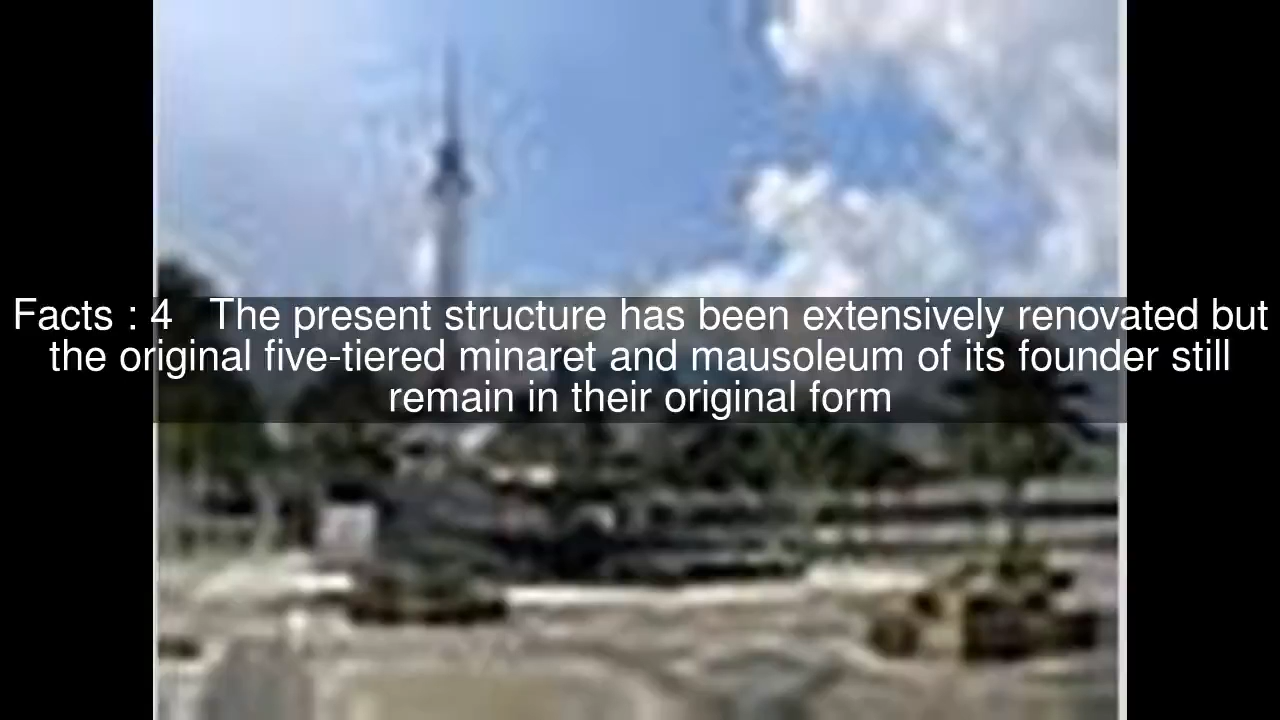 Facts : 4 The present structure has been extensively renovated but
the original five-tiered minaret and mausoleum of its founder still
remain in their original form